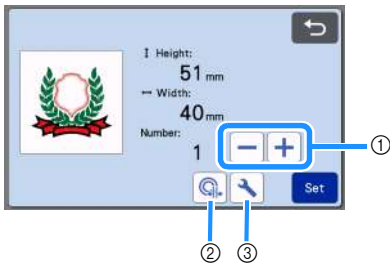 I Height:
51 mm
↔ Width:
40 mm
Number:
1
− +
①
Set
② ③